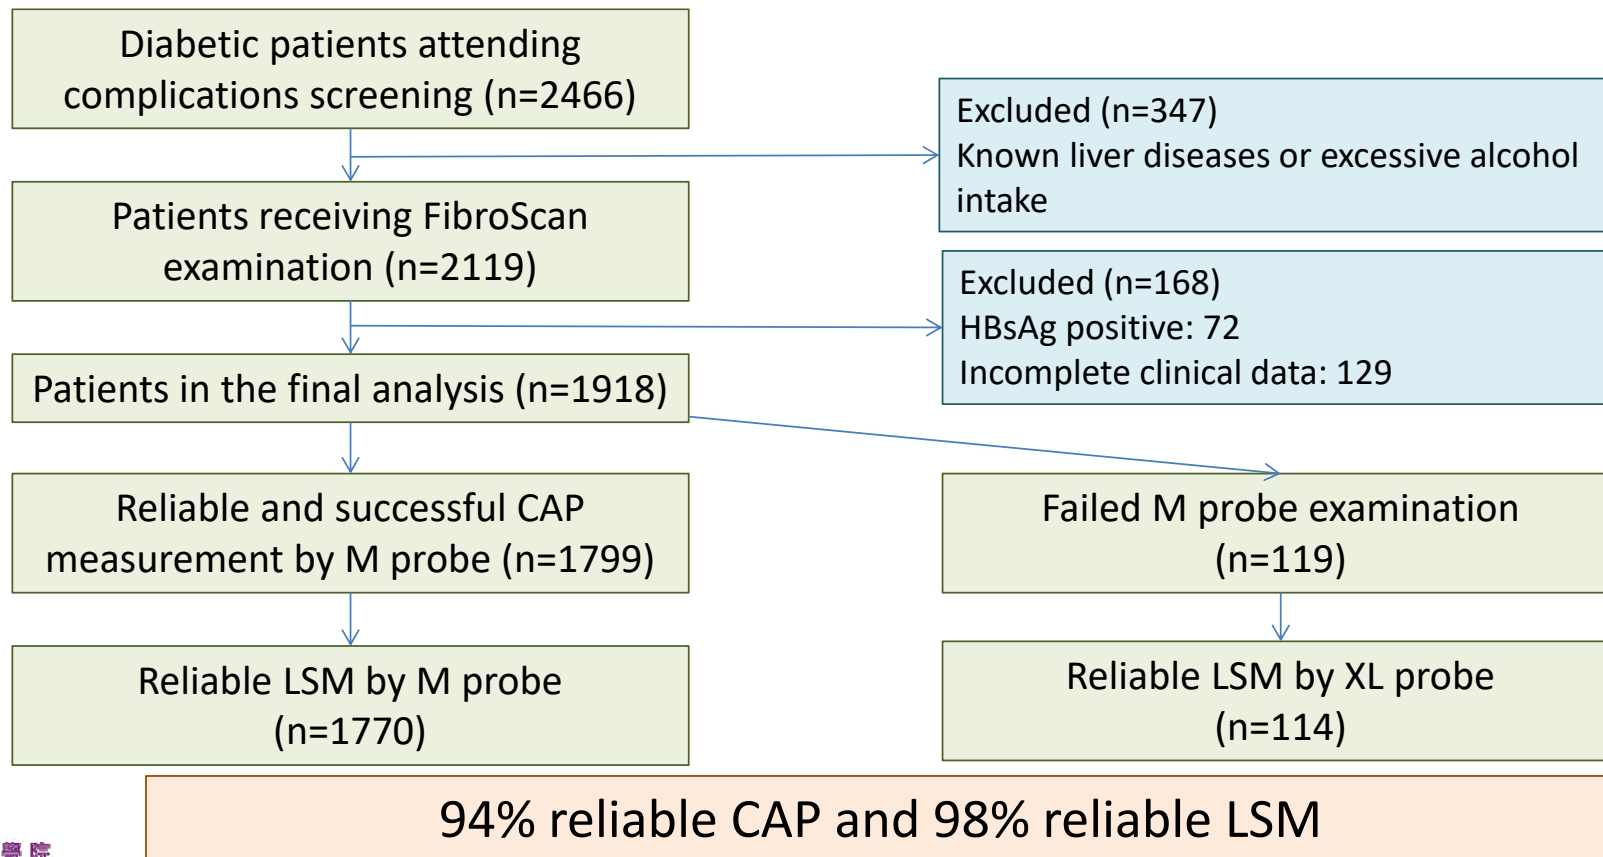 Diabetic patients attending
complications screening (n=2466)
Excluded (n=347)
Known liver diseases or excessive alcohol
intake
Patients receiving FibroScan
examination (n=2119)
Excluded (n=168)
HBsAg positive: 72
Incomplete clinical data: 129
Patients in the final analysis (n=1918)
Reliable and successful CAP
measurement by M probe (n=1799)
Failed M probe examination
(n=119)
Reliable LSM by M probe
(n=1770)
Reliable LSM by XL probe
(n=114)
94% reliable CAP and 98% reliable LSM
學院